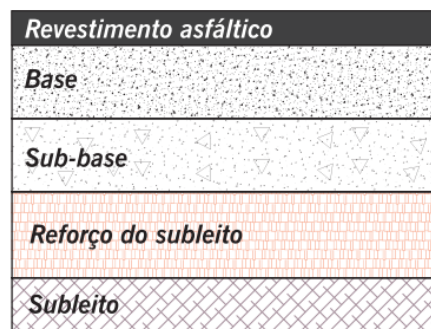 Revestimento asfáltico
Base
Sub-base
Reforço do subleito
Subleito